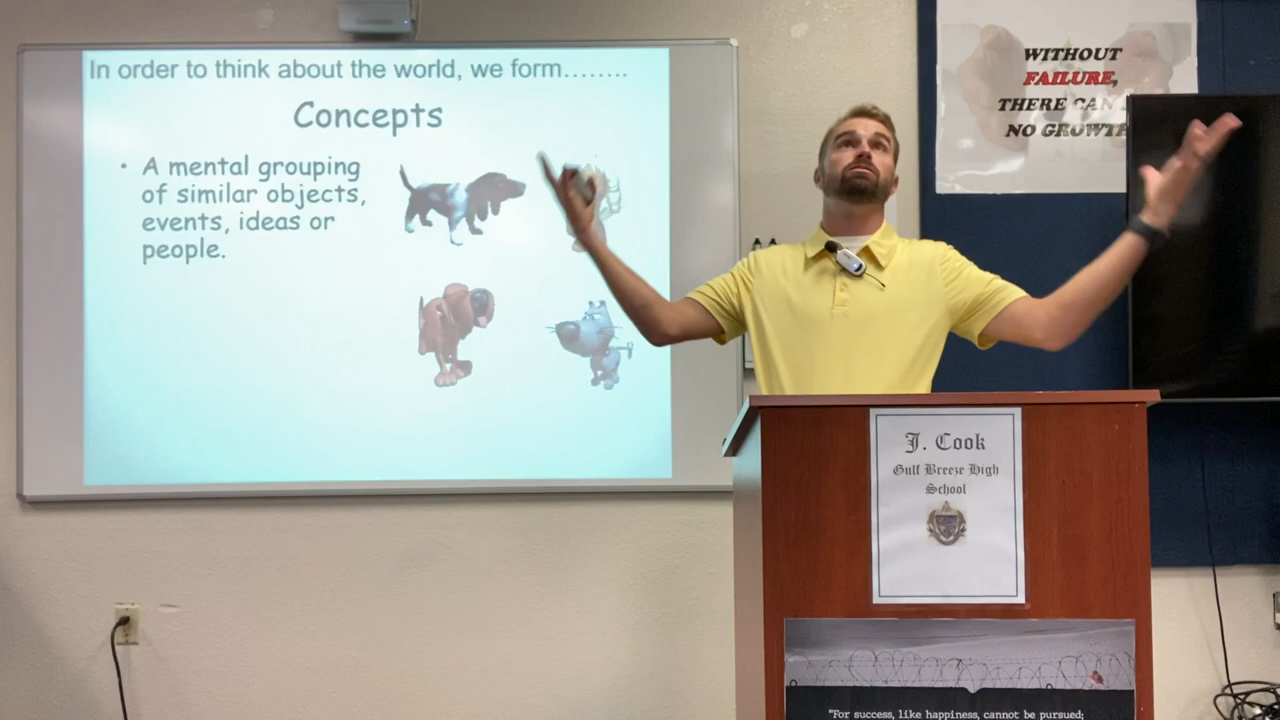 In order to think about the world, we form........
Concepts
• A mental grouping
of similar objects,
events, ideas or
people.
WITHOUT
FAILURE,
THERE CAN
NO GROWTH
J. Cook
Gulf Breeze High
School
"For success, like happiness, cannot be pursued;